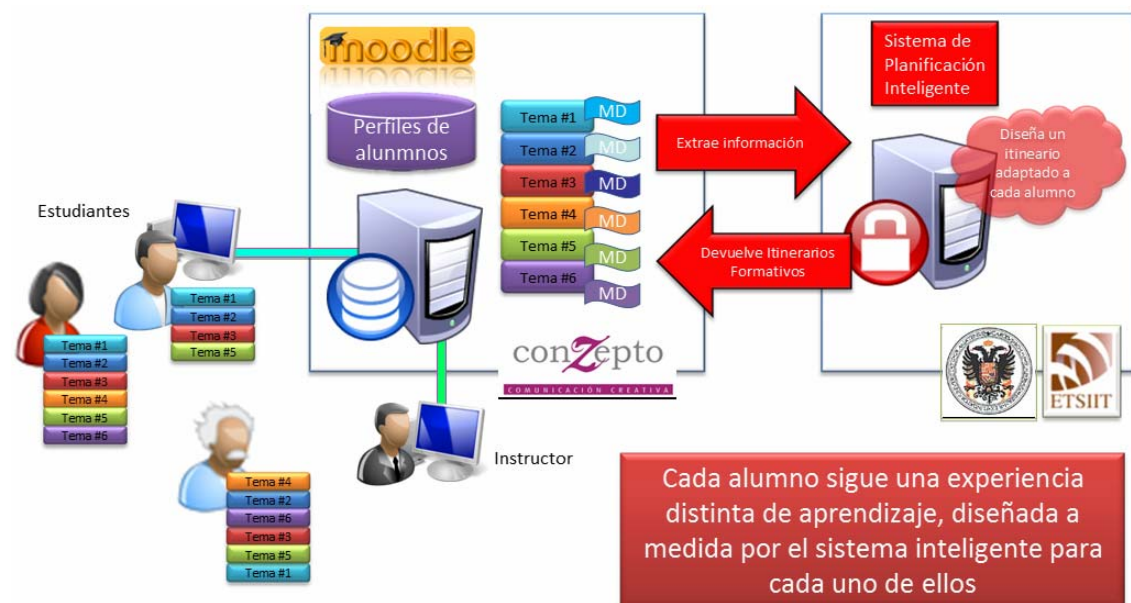 moodle
Perfiles de
alunmnos
Tema #1 MD
Tema #2 MD
Tema #3 MD
Tema #4 MD
Tema #5 MD
Tema #6 MD
Extrae información
Devuelve Itinerarios
Formativos
Sistema de
Planificación
Inteligente
Diseña un
itineario
adaptado a
cada alumno
Estudiantes
Tema #1
Tema #2
Tema #3
Tema #5
Tema #1
Tema #2
Tema #3
Tema #4
Tema #5
Tema #6
Tema #4
Tema #2
Tema #6
Tema #3
Tema #5
Tema #1
Instructor
conZepto
COMUNICACIÓN CREATIVA
ETSIIT
Cada alumno sigue una experiencia
distinta de aprendizaje, diseñada a
medida por el sistema inteligente para
cada uno de ellos